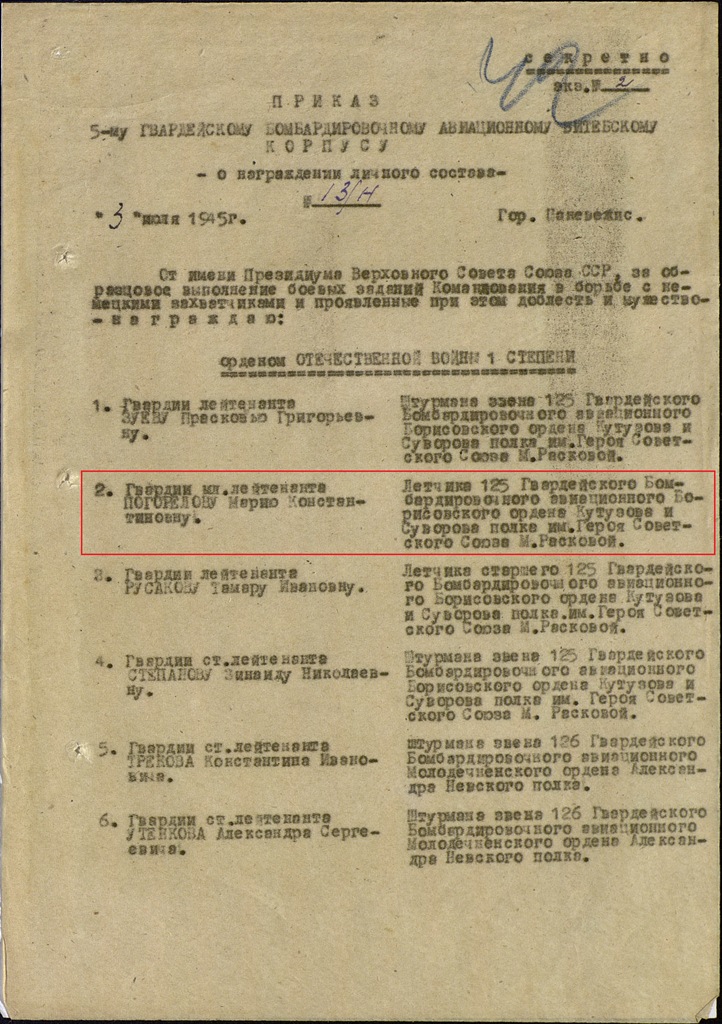 секретно
экз.№ 2
ПРИКАЗ
5-му ГВАРДЕЙСКОМУ БОМБАРДИРОВОЧНОМУ АВИАЦИОННОМУ ВИТЕБСКОМУ
КОРПУСУ
- о награждении личного состава-
№ 13/н
"3 "июля 1945г. Гор. Паневежис.
От имени Президиума Верховного Совета Союза ССР, за об-
разцовое выполнение боевых заданий Командования в борьбе с не-
мецкими захватчиками и проявленные при этом доблесть и мужество-
- награждаю:
орденом ОТЕЧЕСТВЕННОЙ ВОЙНЫ 1 СТЕПЕНИ
1. Гвардии лейтенанта
ЗУЕВУ Прасковью Григорьев-
ну.
Штурмана звена 125 Гвардейского
Бомбардировочного авиационного
Борисовского ордена Кутузова и
Суворова полка им.Героя Совет-
ского Союза М.Расковой.
2. Гвардии мл.лейтенанта
ПОГОРЕЛОВУ Марию Констан-
тиновну.
Летчика 125 Гвардейского Бом-
бардировочного авиационного Бо-
рисовского ордена Кутузова и
Суворова полка им.Героя Совет-
ского Союза М.Расковой.
3. Гвардии лейтенанта
РУСАКОВУ Тамару Ивановну.
Летчика старшего 125 Гвардейско-
го Бомбардировочного авиационно-
го Борисовского ордена Кутузова
и Суворова полка.им.Героя Совет-
ского Союза М.Расковой.
4. Гвардии ст.лейтенанта
СТЕПАНОВУ Зинаиду Николаев-
ну.
Штурмана звена 125 Гвардейского
Бомбардировочного авиационного
Борисовского ордена Кутузова и
Суворова полка им. Героя Совет-
ского Союза М. Расковой.
5. Гвардии ст.лейтенанта
ТРЕКОВА Константина Ивано-
вича.
Штурмана звена 126 Гвардейского
Бомбардировочного авиационного
Молодечненского ордена Алексан-
дра Невского полка.
6. Гвардии ст.лейтенанта
УТЕНКОВА Александра Серге-
евича.
Штурмана звена 126 Гвардейского
Бомбардировочного авиационного
Молодечненского ордена Алексан-
дра Невского полка.